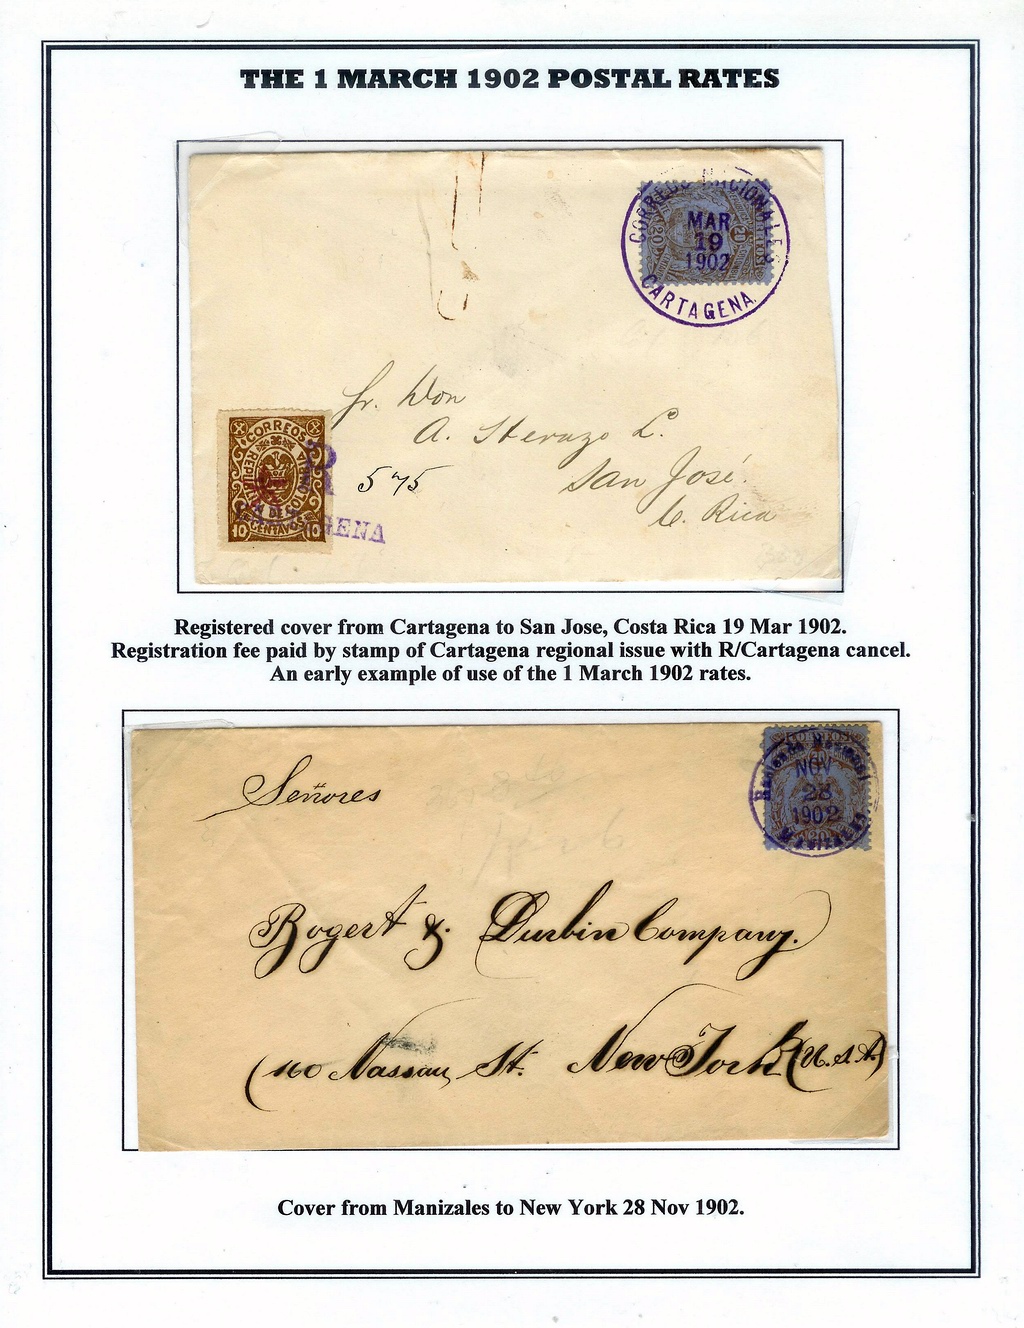 THE 1 MARCH 1902 POSTAL RATES
CORREOS NACIONALES
MAR
19
1902
CARTAGENA.
20
20
Sr. Don
A. Sterazo L.
San José.
C. Rica
575
CORREOS
10 CENTAVOS 10
R
GENA
Registered cover from Cartagena to San Jose, Costa Rica 19 Mar 1902.
Registration fee paid by stamp of Cartagena regional issue with R/Cartagena cancel.
An early example of use of the 1 March 1902 rates.
Señores
NOV
28
1902
20
Bogert & Durbin Company.
(160 Nassau, St. New York (U.S.A)
Cover from Manizales to New York 28 Nov 1902.